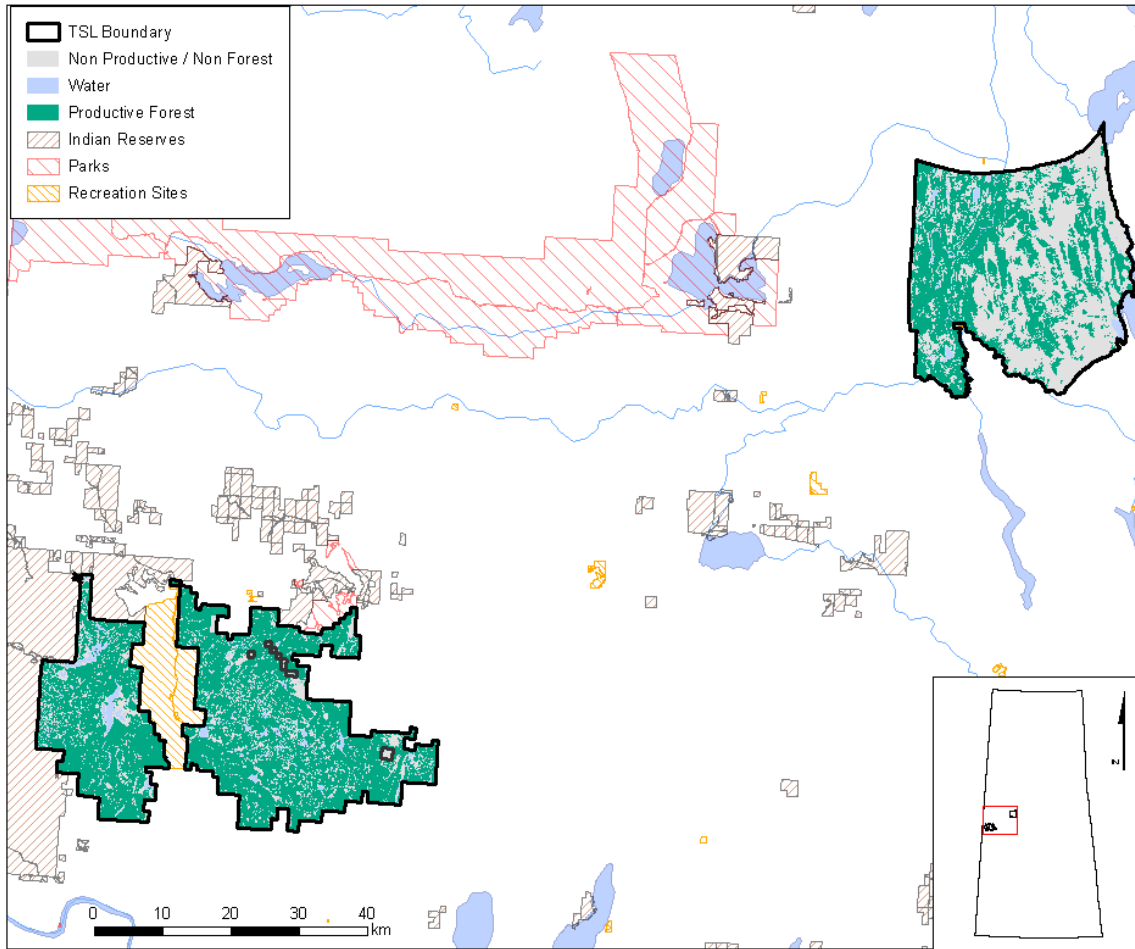 TSL Boundary
Non Productive / Non Forest
Water
Productive Forest
Indian Reserves
Parks
Recreation Sites
N
0 10 20 30 40
km